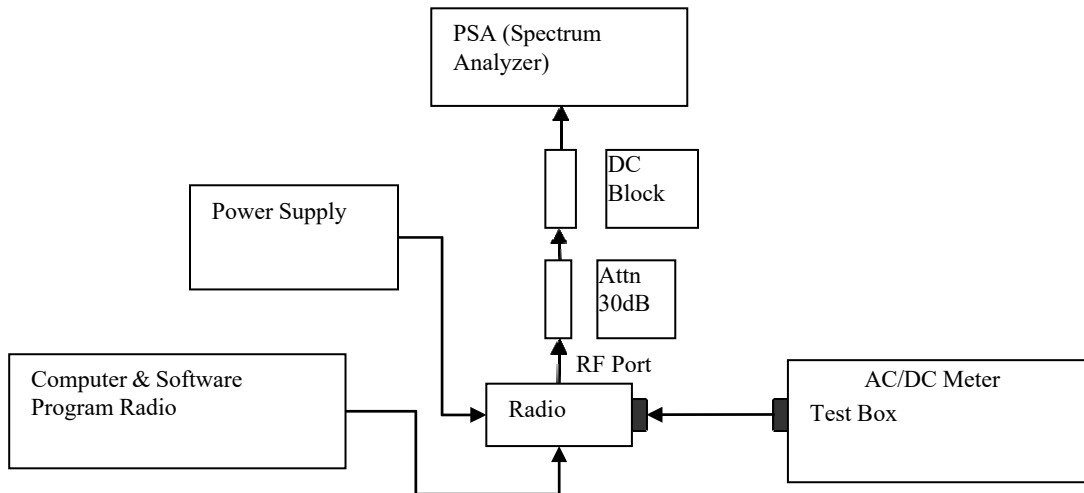 PSA (Spectrum
Analyzer)
DC
Block
Power Supply
Attn
30dB
RF Port
Computer & Software
Program Radio
Radio
AC/DC Meter
Test Box